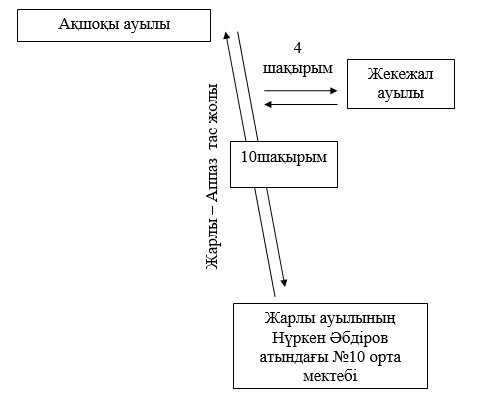 Ақшоқы ауылы
4
шақырым
Жекежал
ауылы
10шақырым
Жарлы – Аппаз  тас жолы
Жарлы ауылының
Нүркен Әбдіров
атындағы №10 орта
мектебі